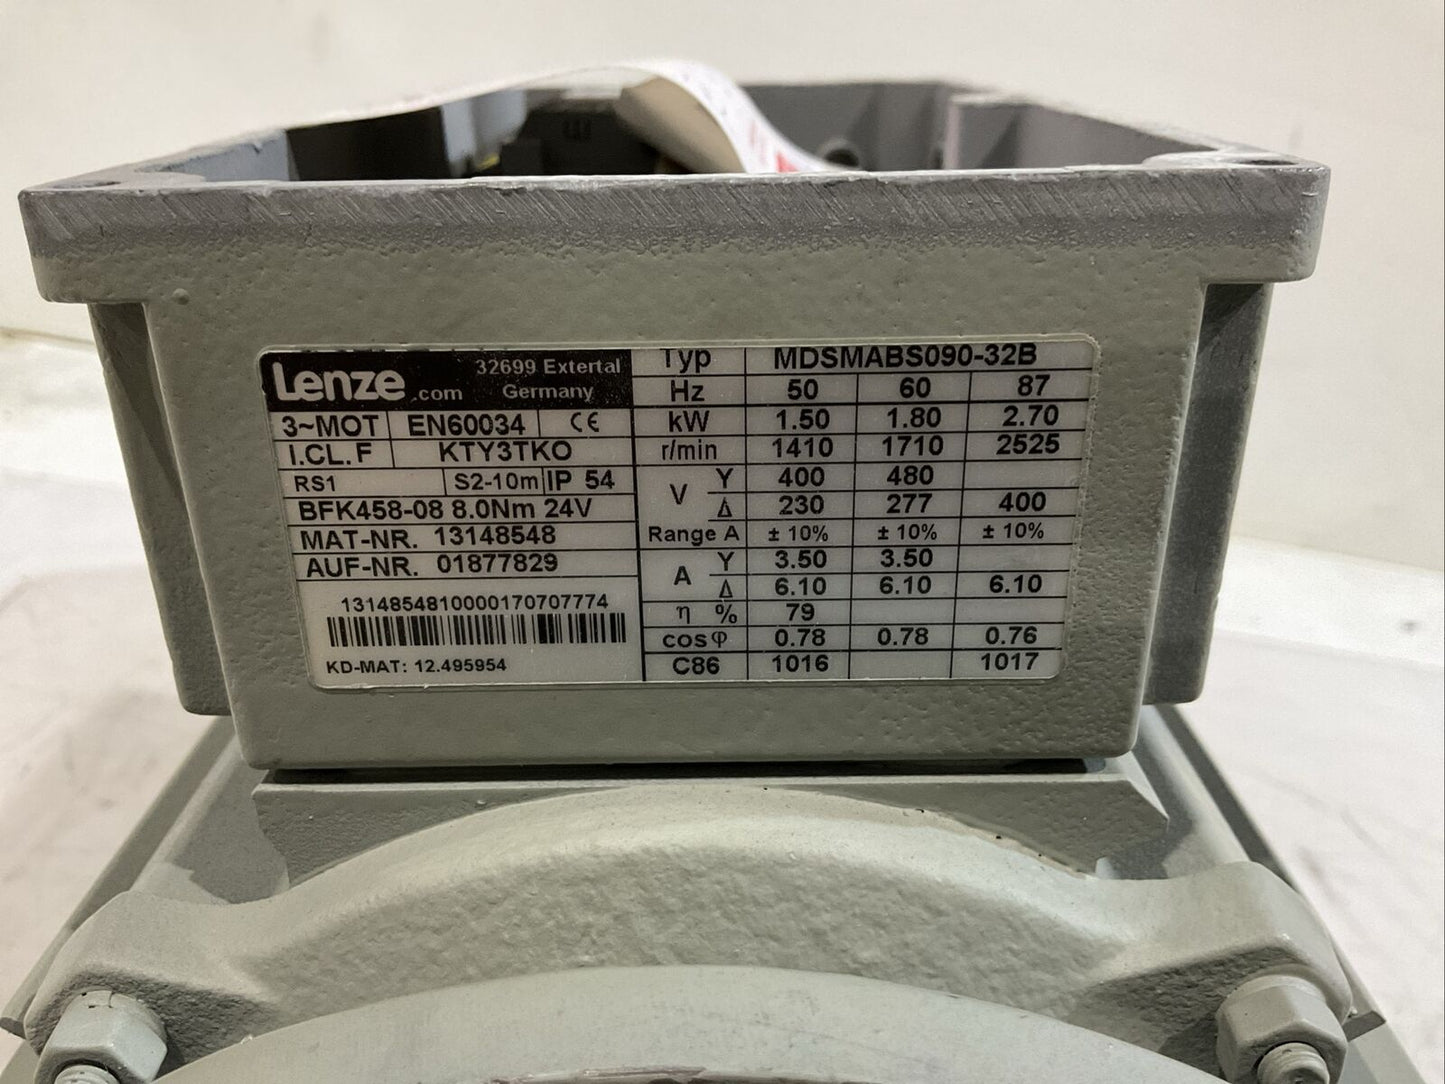 Lenze.com 32699 Extertal Germany
3~MOT EN60034 CE
I.CL.F KTY3TKO
RS1 S2-10m IP 54
BFK458-08 8.0Nm 24V
MAT-NR. 13148548
AUF-NR. 01877829
1314854810000170707774
KD-MAT: 12.495954
Typ MDSMABS090-32B
Hz 50 60 87
kW 1.50 1.80 2.70
r/min 1410 1710 2525
V Y 400 480
Δ 230 277 400
Range A ± 10% ± 10% ± 10%
A Y 3.50 3.50
Δ 6.10 6.10 6.10
η % 79
cos φ 0.78 0.78 0.76
C86 1016 1017